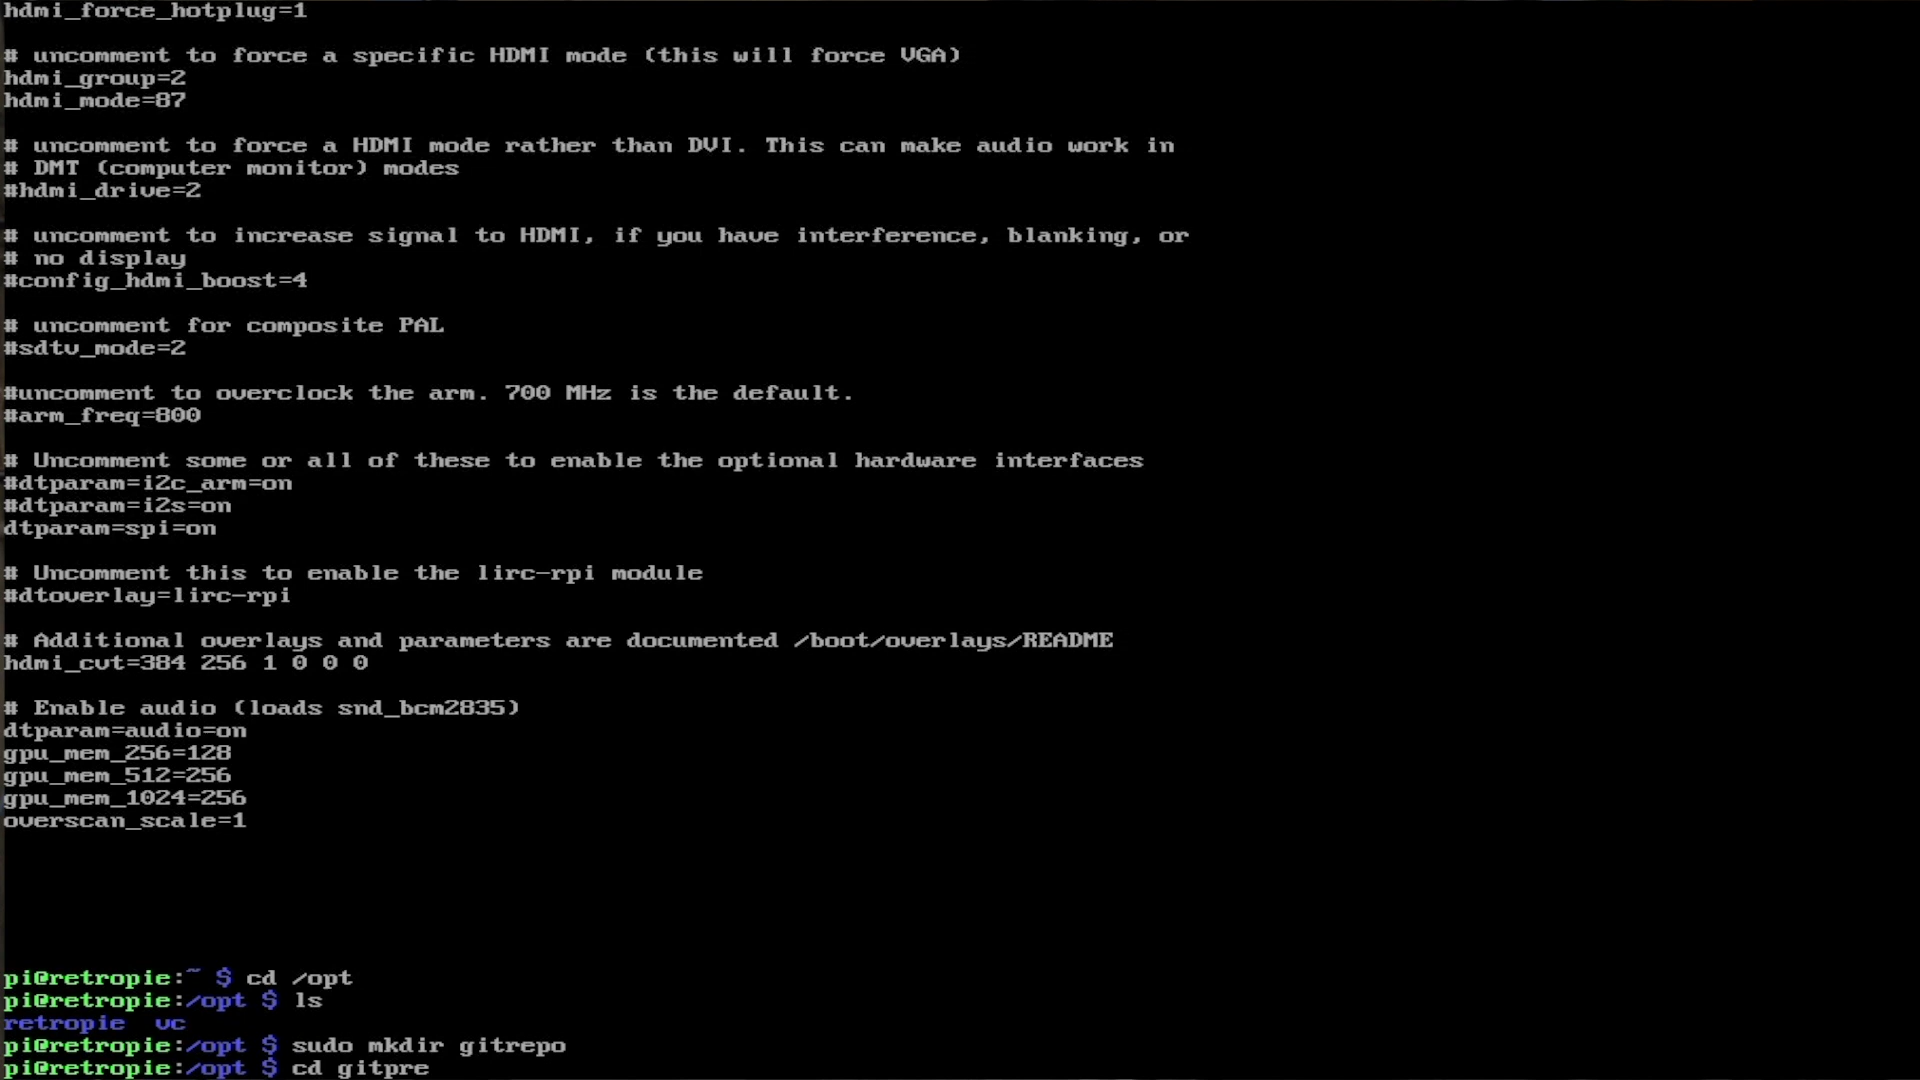 hdmi_force_hotplug=1
# uncomment to force a specific HDMI mode (this will force VGA)
hdmi_group=2
hdmi_mode=87
# uncomment to force a HDMI mode rather than DVI. This can make audio work in
# DMT (computer monitor) modes
#hdmi_drive=2
# uncomment to increase signal to HDMI, if you have interference, blanking, or
# no display
#config_hdmi_boost=4
# uncomment for composite PAL
#sdtv_mode=2
#uncomment to overclock the arm. 700 MHz is the default.
#arm_freq=800
# Uncomment some or all of these to enable the optional hardware interfaces
#dtparam=i2c_arm=on
#dtparam=i2s=on
dtparam=spi=on
# Uncomment this to enable the lirc-rpi module
#dtoverlay=lirc-rpi
# Additional overlays and parameters are documented /boot/overlays/README
hdmi_cvt=384 256 1 0 0 0
# Enable audio (loads snd_bcm2835)
dtparam=audio=on
gpu_mem_256=128
gpu_mem_512=256
gpu_mem_1024=256
overscan_scale=1
pi@retropie:~ $ cd /opt
pi@retropie:/opt $ ls
retropie  vc
pi@retropie:/opt $ sudo mkdir gitrepo
pi@retropie:/opt $ cd gitpre